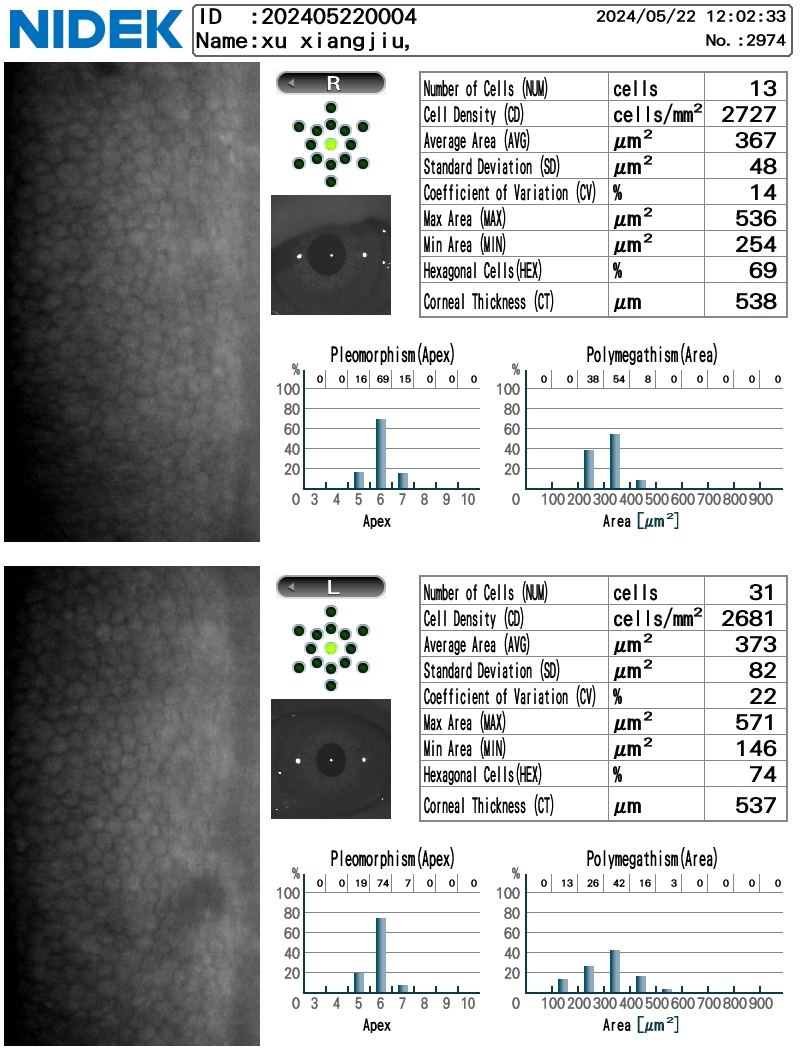 NIDEK
ID :202405220004 2024/05/22 12:02:33
Name:xu xiangjiu, No.:2974
R
Number of Cells (NUM) cells 13
Cell Density (CD) cells/mm² 2727
Average Area (AVG) μm² 367
Standard Deviation (SD) μm² 48
Coefficient of Variation (CV) % 14
Max Area (MAX) μm² 536
Min Area (MIN) μm² 254
Hexagonal Cells(HEX) % 69
Corneal Thickness (CT) μm 538
Pleomorphism(Apex)
%
0 0 16 69 15 0 0 0
100
80
60
40
20
0 3 4 5 6 7 8 9 10
Apex
Polymegathism(Area)
%
0 0 38 54 8 0 0 0 0 0
100
80
60
40
20
0 100 200 300 400 500 600 700 800 900
Area [μm²]
L
Number of Cells (NUM) cells 31
Cell Density (CD) cells/mm² 2681
Average Area (AVG) μm² 373
Standard Deviation (SD) μm² 82
Coefficient of Variation (CV) % 22
Max Area (MAX) μm² 571
Min Area (MIN) μm² 146
Hexagonal Cells(HEX) % 74
Corneal Thickness (CT) μm 537
Pleomorphism(Apex)
%
0 0 19 74 7 0 0 0
100
80
60
40
20
0 3 4 5 6 7 8 9 10
Apex
Polymegathism(Area)
%
0 13 26 42 16 3 0 0 0 0
100
80
60
40
20
0 100 200 300 400 500 600 700 800 900
Area [μm²]